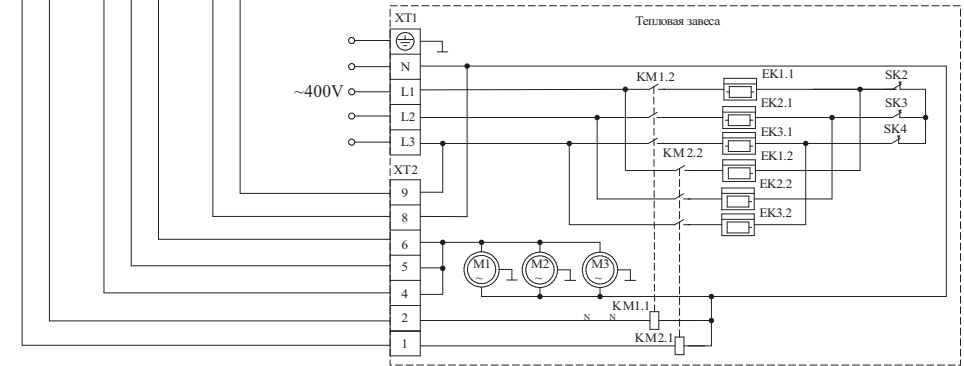 XT1
Тепловая завеса
N
KM1.2
EK1.1
SK2
~400V
L1
L2
EK2.1
SK3
L3
EK3.1
SK4
XT2
KM2.2
EK1.2
9
EK2.2
8
EK3.2
6
5
M1
M2
M3
~
~
~
4
2
N
N
KM1.1
1
KM2.1